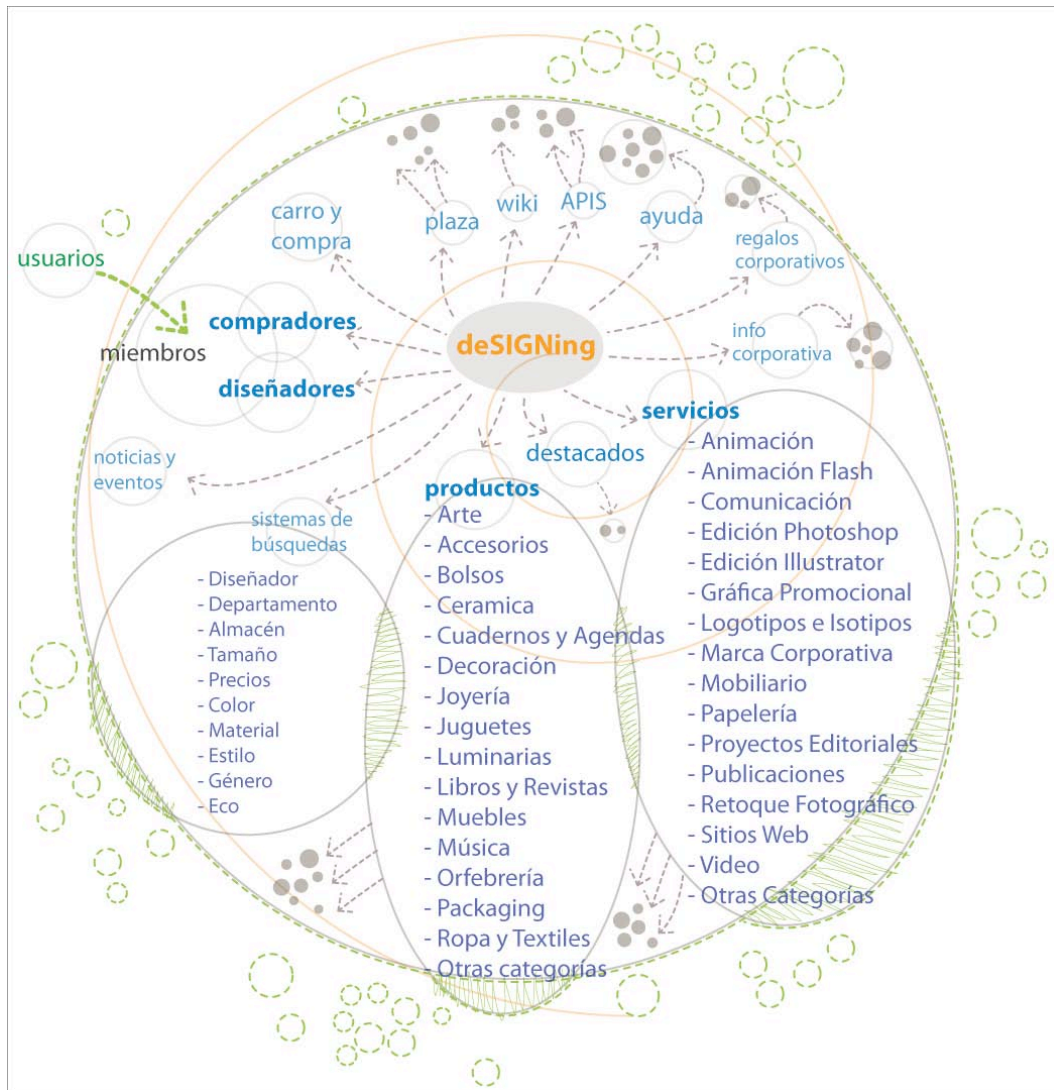 carro y
compra
plaza
wiki
APIS
ayuda
regalos
corporativos
usuarios
miembros
compradores
diseñadores
deSIGNing
info
corporativa
noticias y
eventos
sistemas de
búsquedas
- Diseñador
- Departamento
- Almacén
- Tamaño
- Precios
- Color
- Material
- Estilo
- Género
- Eco
destacados
productos
- Arte
- Accesorios
- Bolsos
- Ceramica
- Cuadernos y Agendas
- Decoración
- Joyería
- Juguetes
- Luminarias
- Libros y Revistas
- Muebles
- Música
- Orfebrería
- Packaging
- Ropa y Textiles
- Otras categorías
servicios
- Animación
- Animación Flash
- Comunicación
- Edición Photoshop
- Edición Illustrator
- Gráfica Promocional
- Logotipos e Isotipos
- Marca Corporativa
- Mobiliario
- Papelería
- Proyectos Editoriales
- Publicaciones
- Retoque Fotográfico
- Sitios Web
- Video
- Otras Categorías